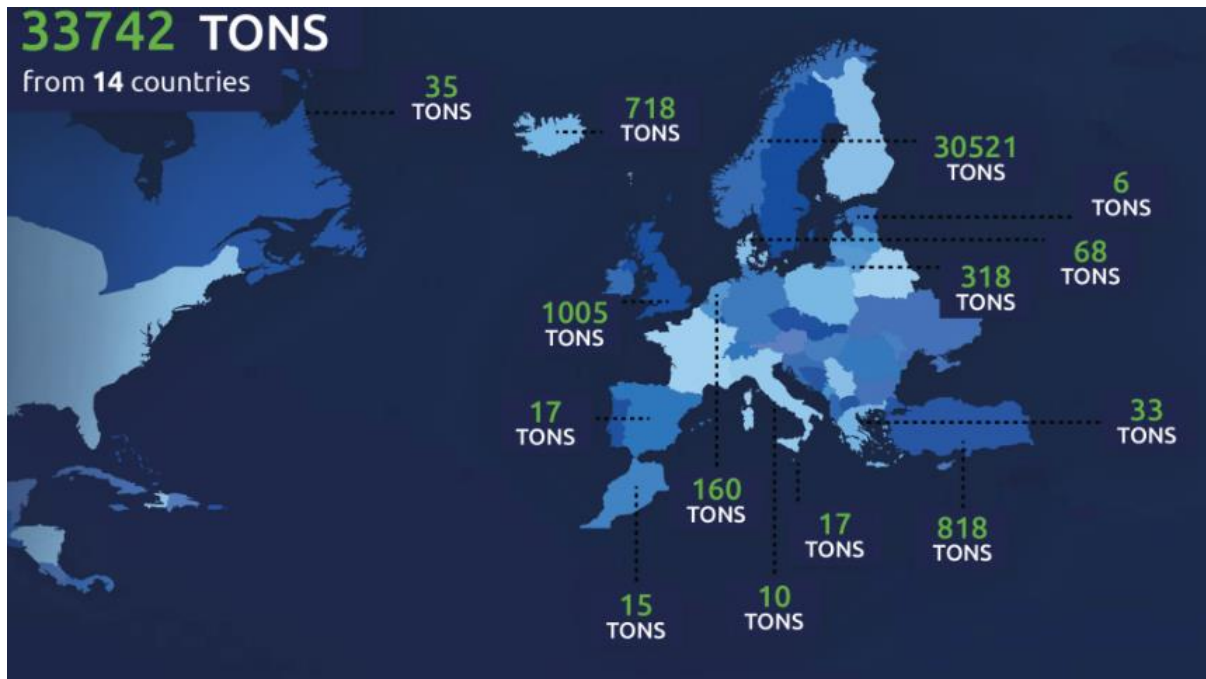 33742 TONS
from 14 countries
35
TONS
718
TONS
30521
TONS
6
TONS
68
TONS
318
TONS
1005
TONS
17
TONS
33
TONS
160
TONS
17
TONS
818
TONS
15
TONS
10
TONS